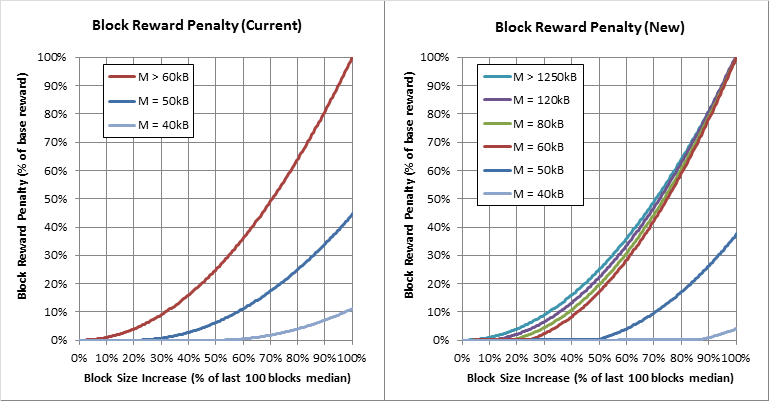 Block Reward Penalty (Current)
Block Reward Penalty (% of base reward)
100%
90%
80%
70%
60%
50%
40%
30%
20%
10%
0%
M > 60kB
M = 50kB
M = 40kB
0% 10% 20% 30% 40% 50% 60% 70% 80% 90% 100%
Block Size Increase (% of last 100 blocks median)
Block Reward Penalty (New)
Block Reward Penalty (% of base reward)
100%
90%
80%
70%
60%
50%
40%
30%
20%
10%
0%
M > 1250kB
M = 120kB
M = 80kB
M = 60kB
M = 50kB
M = 40kB
0% 10% 20% 30% 40% 50% 60% 70% 80% 90% 100%
Block Size Increase (% of last 100 blocks median)